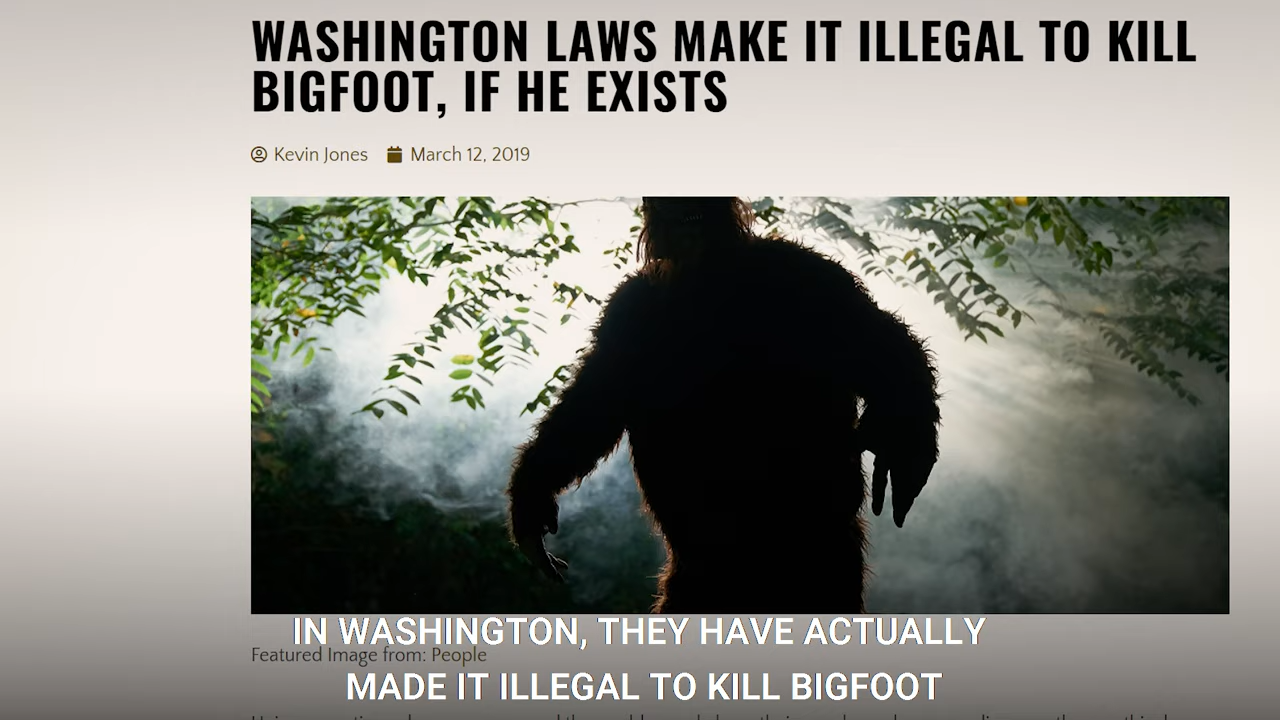 WASHINGTON LAWS MAKE IT ILLEGAL TO KILL
BIGFOOT, IF HE EXISTS
Kevin Jones March 12, 2019
IN WASHINGTON, THEY HAVE ACTUALLY
Featured Image from: People
MADE IT ILLEGAL TO KILL BIGFOOT